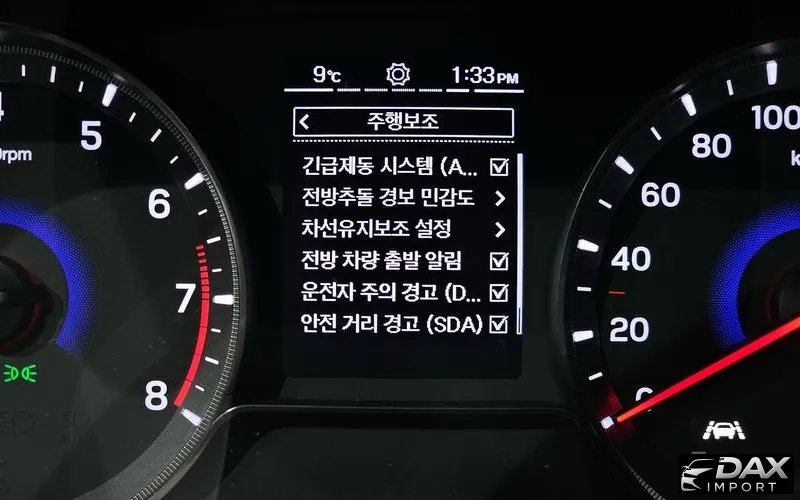 9℃ 1:33PM
주행보조
긴급제동 시스템 (A...
전방추돌 경보 민감도
차선유지보조 설정
전방 차량 출발 알림
운전자 주의 경고 (D...
안전 거리 경고 (SDA)
5
6
7
8
100
80
60
40
20
0
DAX
IMPORT